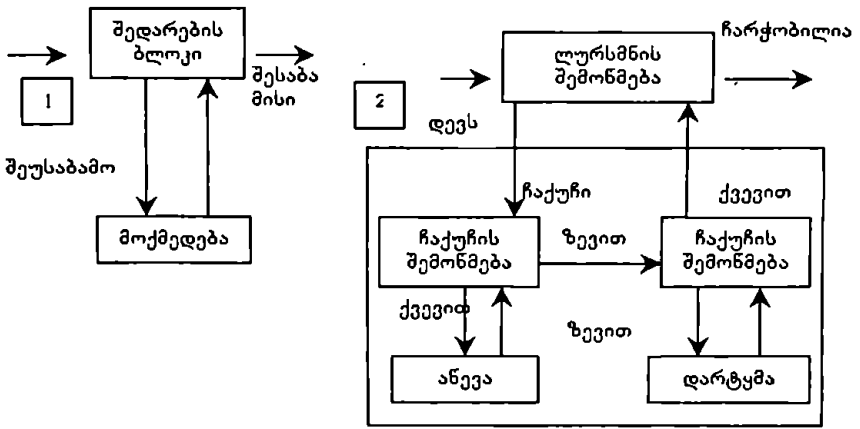 შედარების
ბლოკი
შესაბა
მისი
1
შეუსაბამო
მოქმედება
ლურსმნის
შემოწმება
ჩარჭობილია
2
დევს
ჩაქუჩი
ქვევით
ჩაქუჩის
შემოწმება
ზევით
ჩაქუჩის
შემოწმება
ქვევით
ზევით
აწევა
დარტყმა